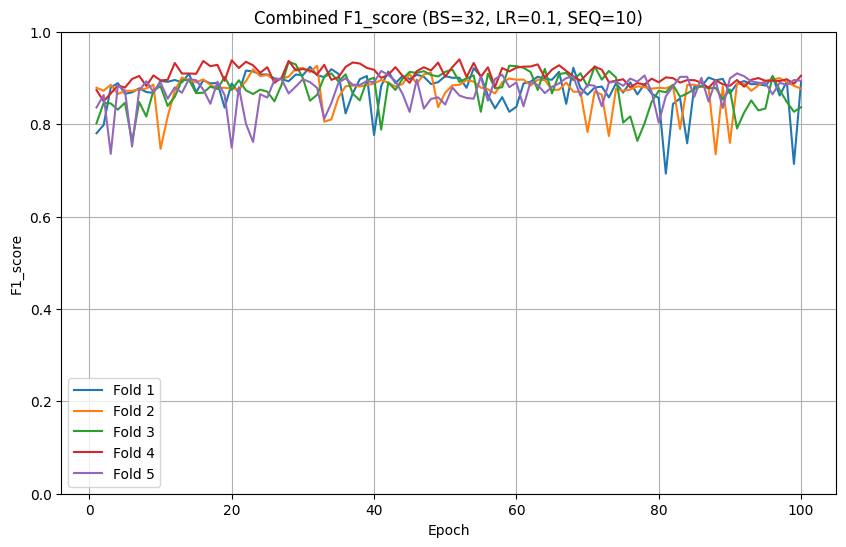 Combined F1_score (BS=32, LR=0.1, SEQ=10)
F1_score
1.0
0.8
0.6
0.4
0.2
0.0
Fold 1
Fold 2
Fold 3
Fold 4
Fold 5
0 20 40 60 80 100
Epoch